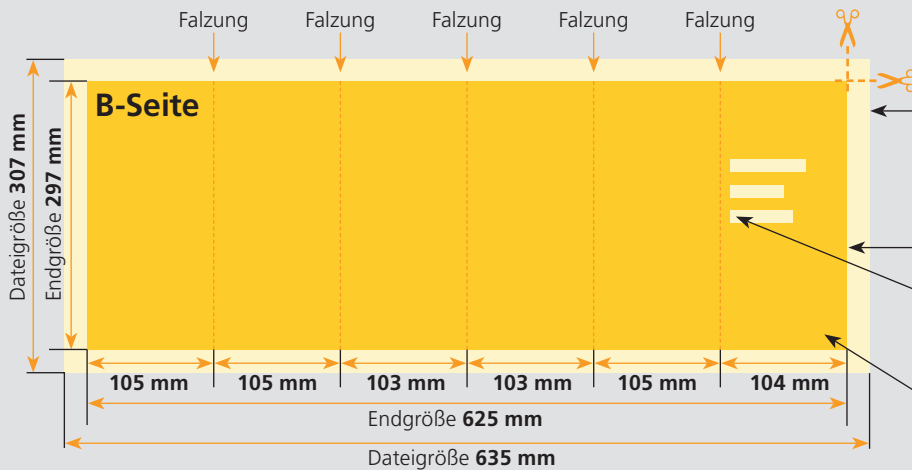 Falzung Falzung Falzung Falzung Falzung
B-Seite
Dateigröße 307 mm
Endgröße 297 mm
105 mm 105 mm 103 mm 103 mm 105 mm 104 mm
Endgröße 625 mm
Dateigröße 635 mm